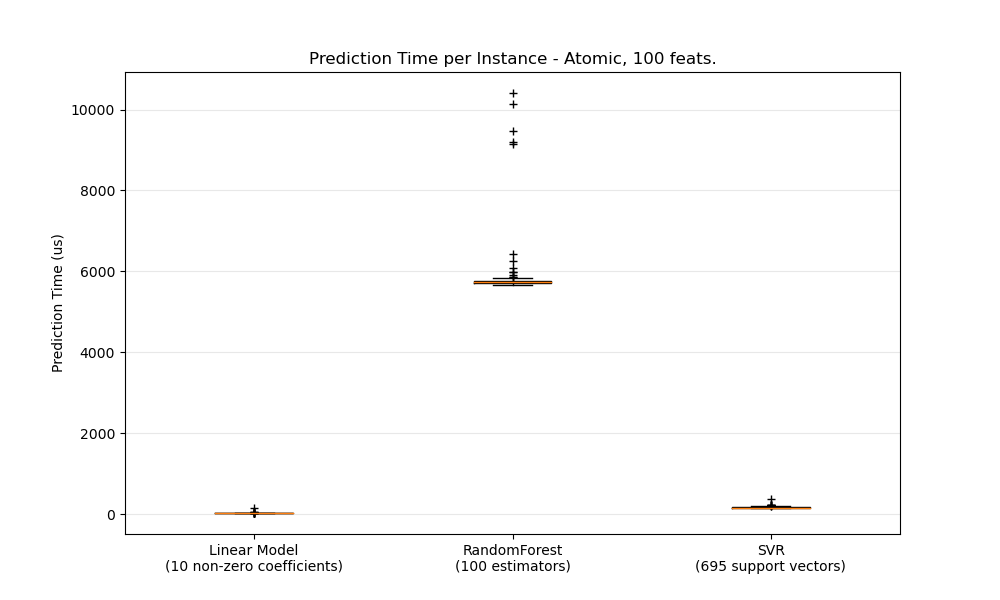 Prediction Time per Instance - Atomic, 100 feats.
Prediction Time (us)
10000
8000
6000
4000
2000
0
Linear Model
(10 non-zero coefficients)
RandomForest
(100 estimators)
SVR
(695 support vectors)